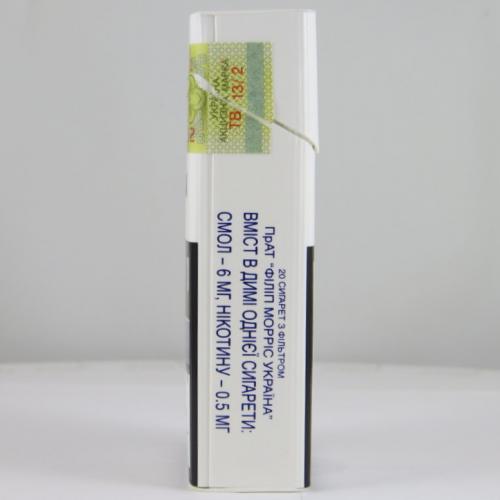 20 СИГАРЕТ З ФІЛЬТРОМ
ПрАТ "ФІЛІП МОРРІС УКРАЇНА"
ВМІСТ В ДИМІ ОДНІЄЇ СИГАРЕТИ:
СМОЛ – 6 МГ, НІКОТИНУ – 0.5 МГ
ТВ 13/2
УКРАЇНА